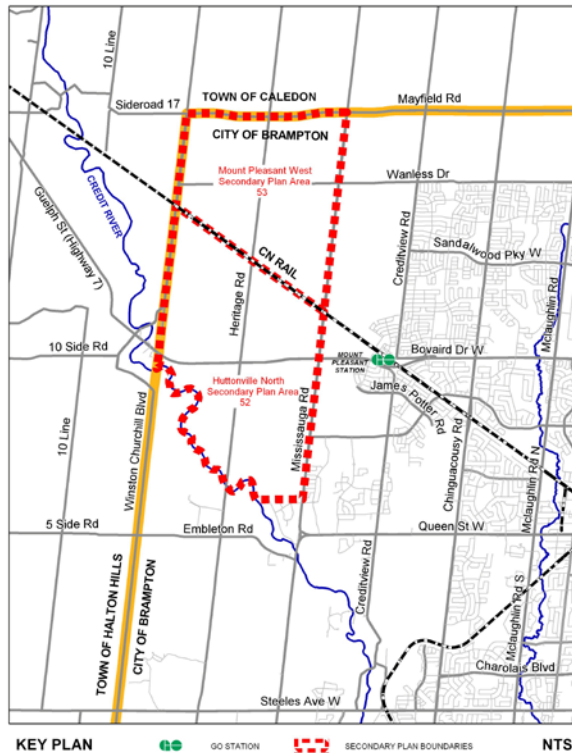 10 Line
TOWN OF CALEDON
Sideroad 17
Mayfield Rd
CITY OF BRAMPTON
Mount Pleasant West
Secondary Plan Area
53
Wanless Dr
CREDIT RIVER
Guelph St (Highway 7)
CN RAIL
Creditview Rd
Sandalwood Pky W
Heritage Rd
Mclaughlin Rd
10 Side Rd
MOUNT
PLEASANT
STATION
GO
Bovaird Dr W
Huttonville North
Secondary Plan Area
52
James Potter Rd
Mississauga Rd
Winston Churchill Blvd
10 Line
Chinguacousy Rd
Mclaughlin Rd N
5 Side Rd
Embleton Rd
Queen St W
Creditview Rd
TOWN OF HALTON HILLS
CITY OF BRAMPTON
Mclaughlin Rd S
Charolais Blvd
Steeles Ave W
KEY PLAN
GO
GO STATION
SECONDARY PLAN BOUNDARIES
NTS